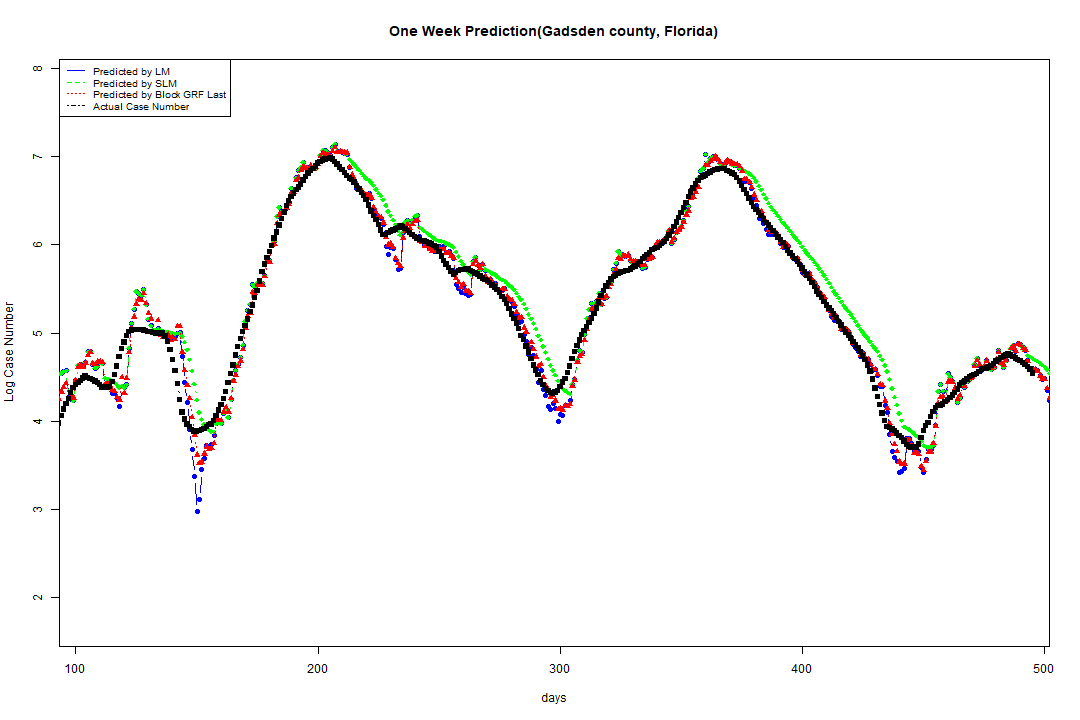 One Week Prediction(Gadsden county, Florida)
Predicted by LM
Predicted by SLM
Predicted by Block GRF Last
Actual Case Number
8
7
6
5
4
3
2
Log Case Number
100 200 300 400 500
days